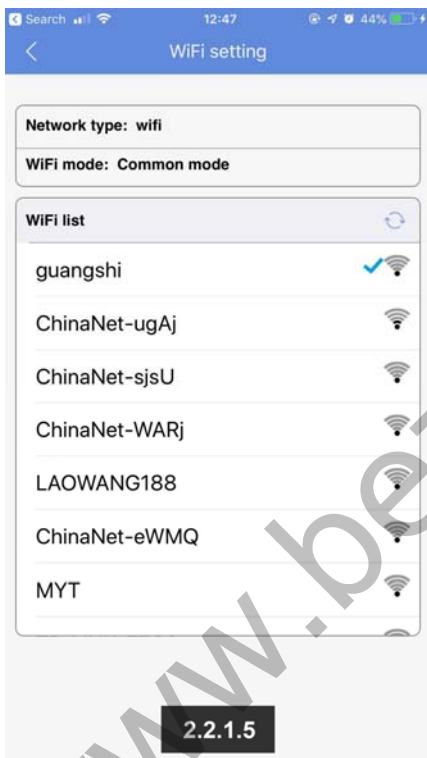 Search 12:47 44%
WiFi setting
Network type: wifi
WiFi mode: Common mode
WiFi list
guangshi
ChinaNet-ugAj
ChinaNet-sjsU
ChinaNet-WARj
LAOWANG188
ChinaNet-eWMQ
MYT
2.2.1.5